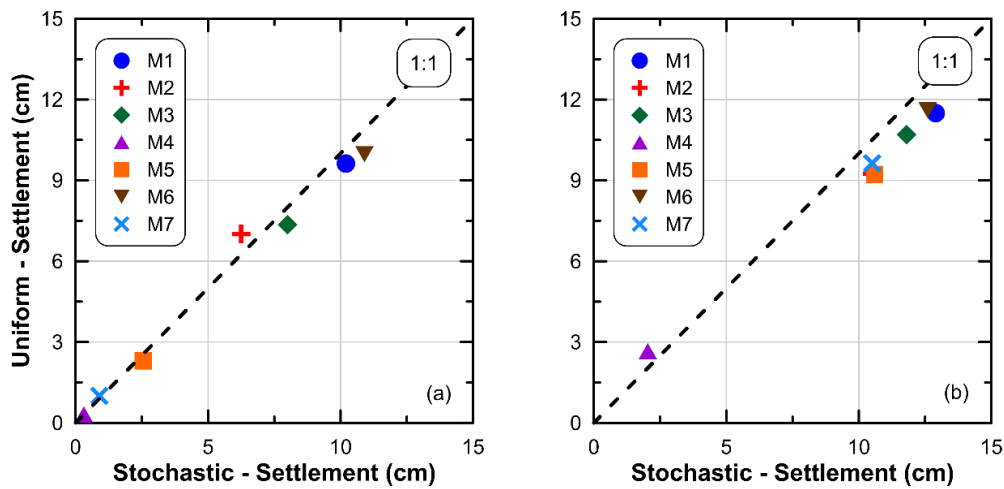 Uniform - Settlement (cm)
15
12
9
6
3
0
M1
M2
M3
M4
M5
M6
M7
1:1
(a)
0
5
10
15
Stochastic - Settlement (cm)
15
12
9
6
3
0
M1
M2
M3
M4
M5
M6
M7
1:1
(b)
0
5
10
15
Stochastic - Settlement (cm)